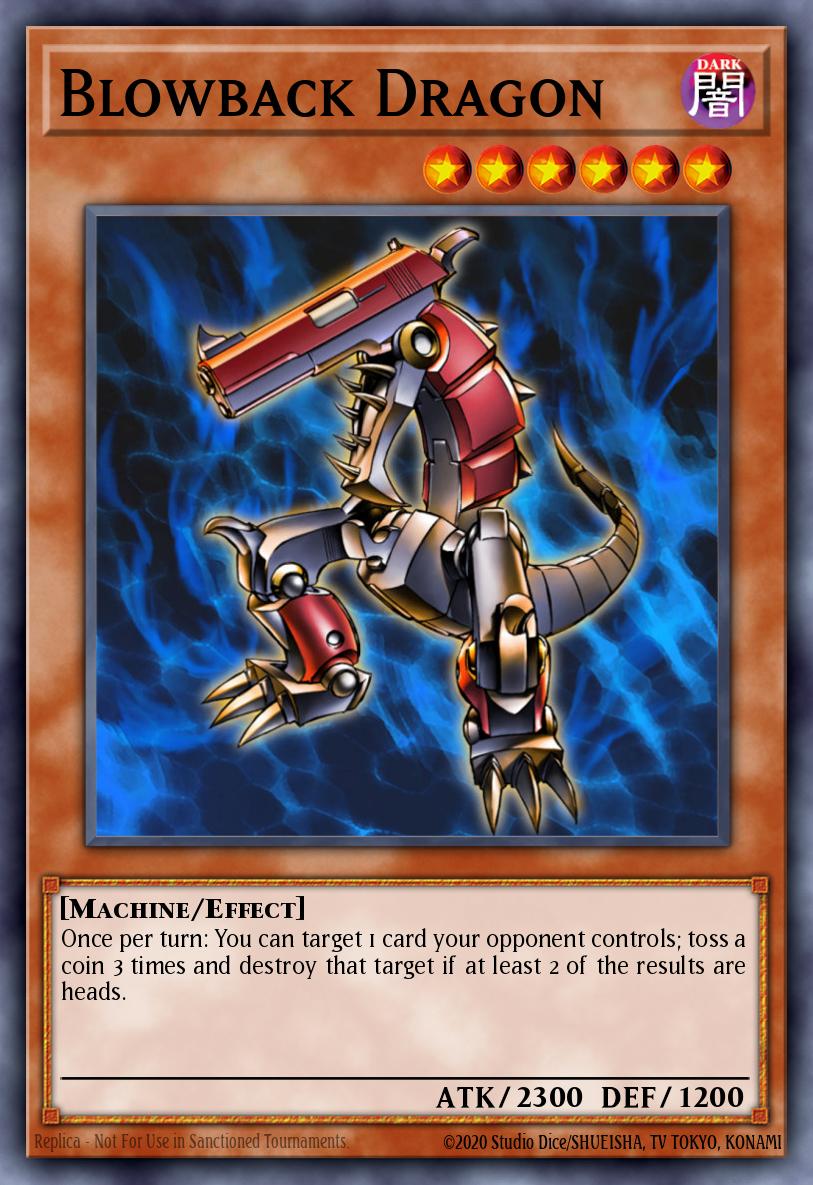 Blowback Dragon
DARK
闇
[Machine/Effect]
Once per turn: You can target 1 card your opponent controls; toss a
coin 3 times and destroy that target if at least 2 of the results are
heads.
ATK/2300 DEF/1200
Replica - Not For Use in Sanctioned Tournaments.
©2020 Studio Dice/SHUEISHA, TV TOKYO, KONAMI